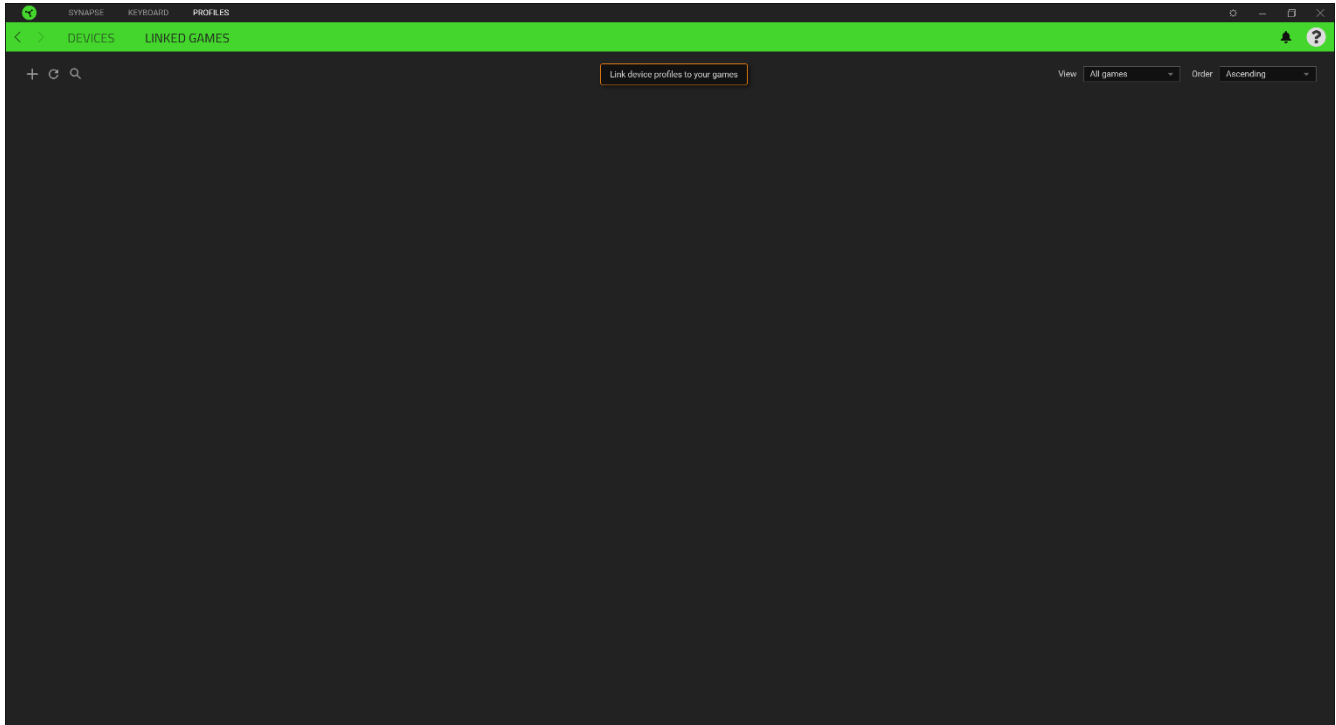 SYNAPSE KEYBOARD PROFILES
DEVICES LINKED GAMES ?
Link device profiles to your games View All games Order Ascending